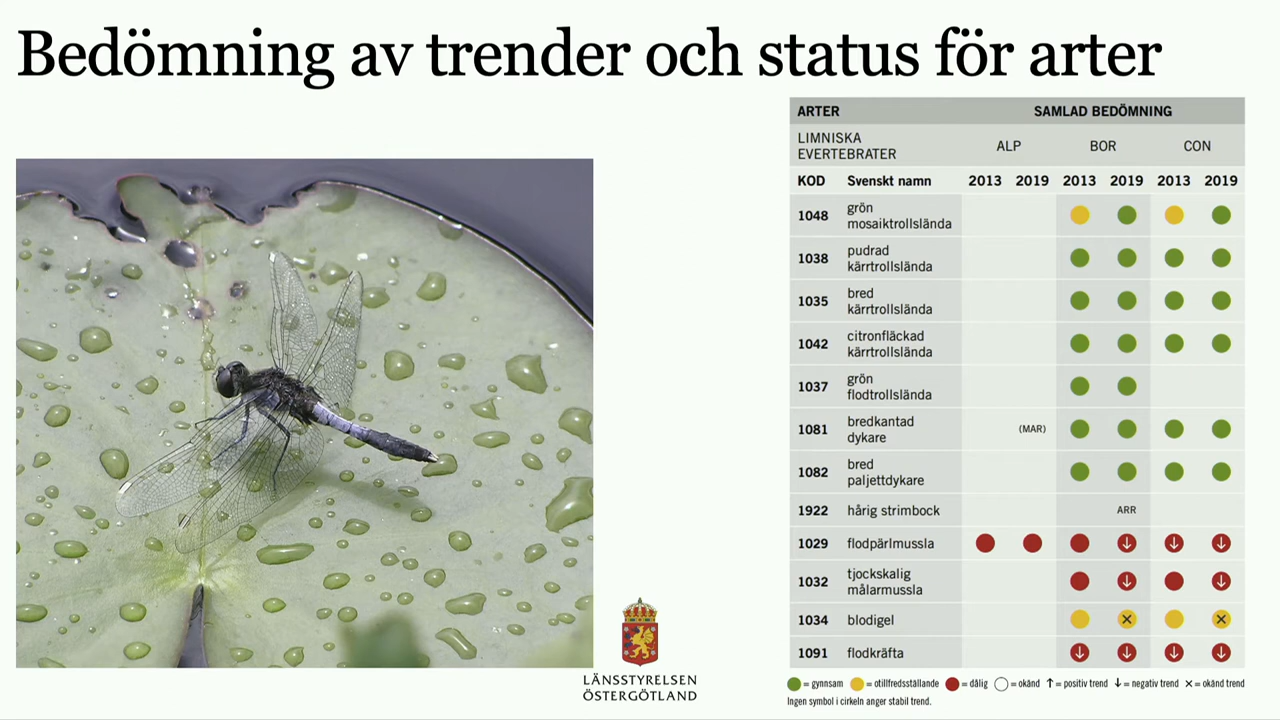 Bedömning av trender och status för arter
ARTER SAMLAD BEDÖMNING
LIMNISKA
EVERTEBRATER ALP BOR CON
KOD Svenskt namn 2013 2019 2013 2019 2013 2019
1048 grön
mosaiktrollslända
1038 pudrad
kärrtrollslända
1035 bred
kärrtrollslända
1042 citronfläckad
kärrtrollslända
1037 grön
flodtrollslända
1081 bredkantad
dykare (MAR)
1082 bred
paljettdykare
1922 hårig strimbock ARR
1029 flodpärlmussla ↓ ↓ ↓
1032 tjockskalig
målarmussla ↓ ↓
1034 blodigel × ×
1091 flodkräfta ↓ ↓ ↓ ↓
= gynnsam = otillfredsställande = dålig = okänd ↑ = positiv trend ↓ = negativ trend × = okänd trend
Ingen symbol i cirkeln anger stabil trend.
LÄNSSTYRELSEN
ÖSTERGÖTLAND